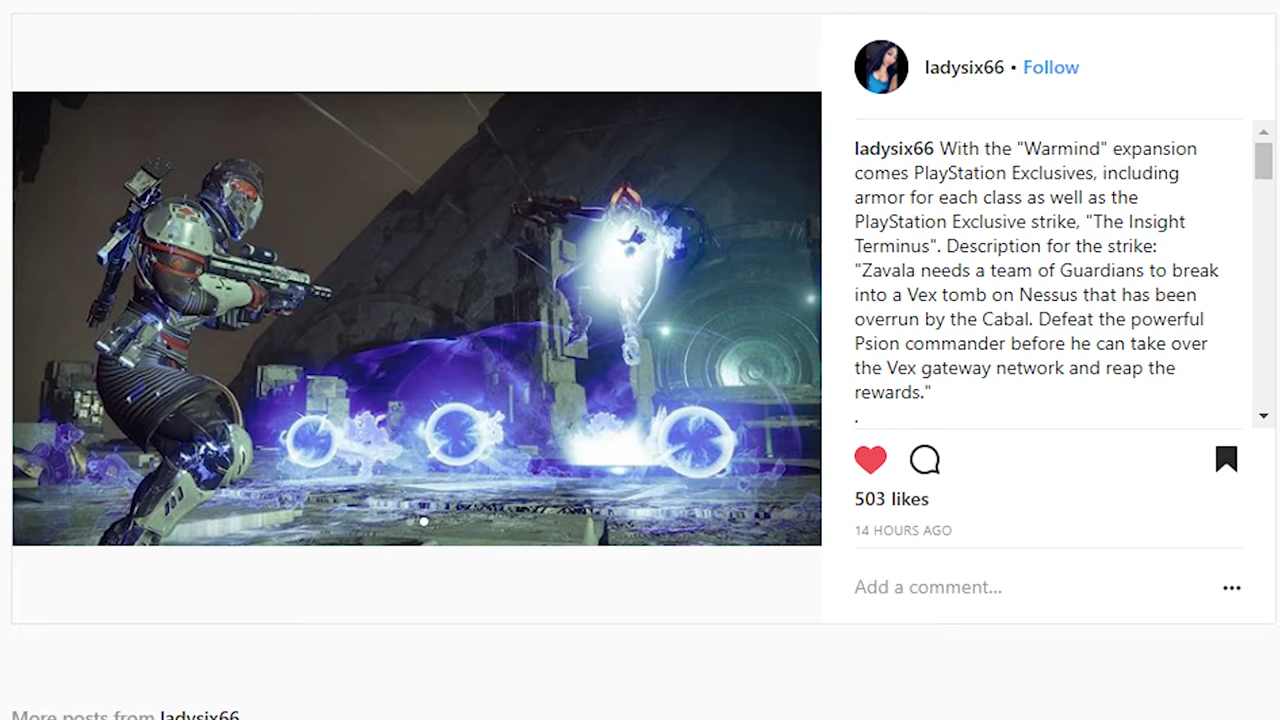 ladysix66 • Follow
ladysix66 With the "Warmind" expansion
comes PlayStation Exclusives, including
armor for each class as well as the
PlayStation Exclusive strike, "The Insight
Terminus". Description for the strike:
"Zavala needs a team of Guardians to break
into a Vex tomb on Nessus that has been
overrun by the Cabal. Defeat the powerful
Psion commander before he can take over
the Vex gateway network and reap the
rewards."
.
503 likes
14 HOURS AGO
Add a comment...
More posts from ladysix66